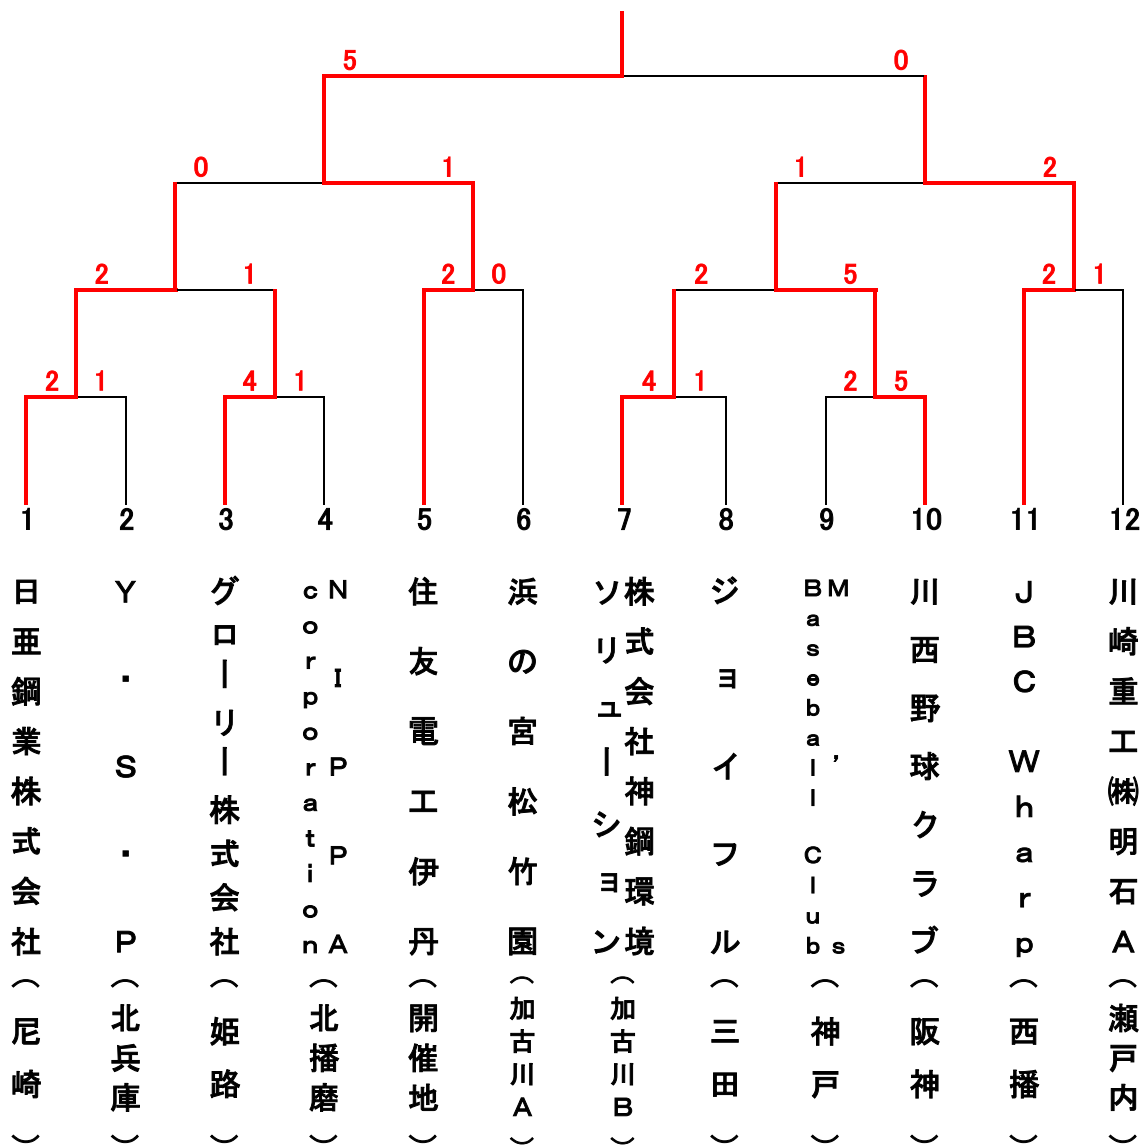 5 0
0 1 1 2
2 1 2 0 2 5 2 1
2 1 4 1 4 1 2 5
1 2 3 4 5 6 7 8 9 10 11 12
日亜鋼業株式会社（尼崎）
Y・S・P（北兵庫）
グローリー株式会社（姫路）
NIPPA
corporation
（北播磨）
住友電工伊丹（開催地）
浜の宮松竹園（加古川A）
株式会社神鋼環境
ソリューション
（加古川B）
ジョイフル（三田）
M's
Baseball Club
（神戸）
川西野球クラブ（阪神）
JBC Wharp（西播）
川崎重工㈱明石A（瀬戸内）